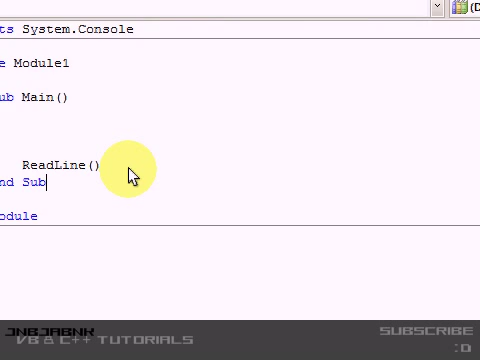 (D
ts System.Console
e Module1
ub Main()
ReadLine()
nd Sub
odule
JNBJABNK
VB & C++ TUTORIALS
SUBSCRIBE
:D